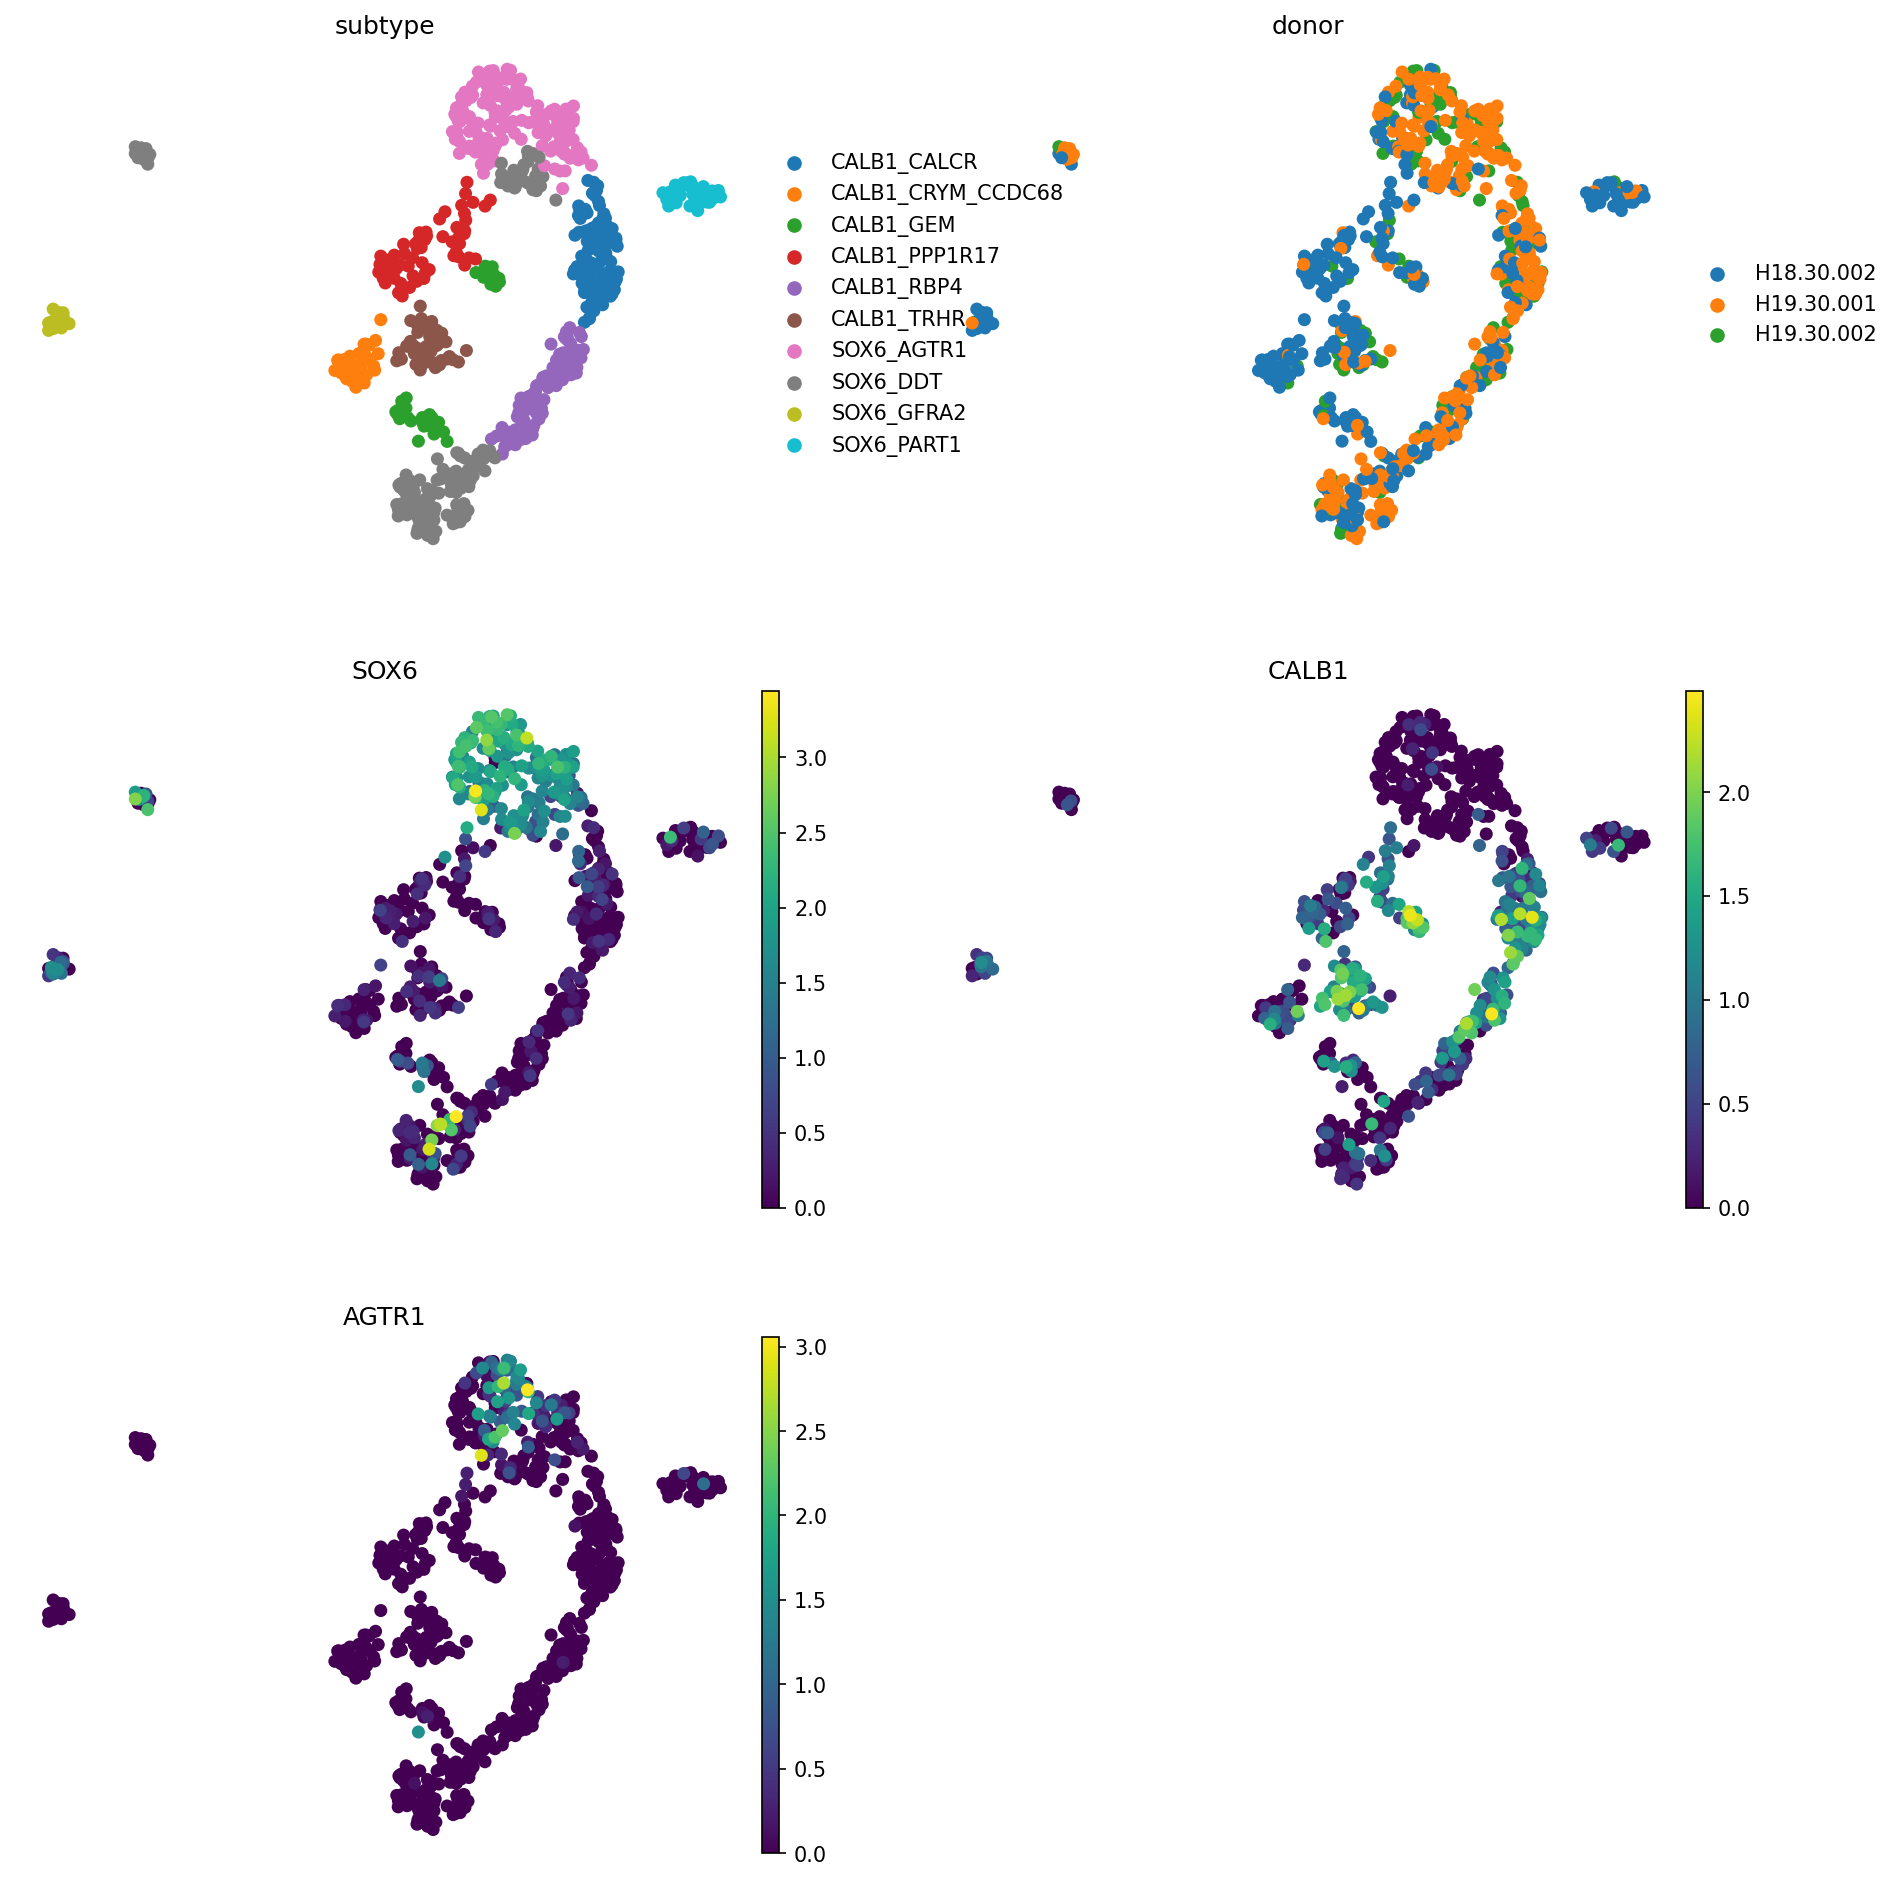 subtype
donor
CALB1_CALCR
CALB1_CRYM_CCDC68
CALB1_GEM
CALB1_PPP1R17
CALB1_RBP4
CALB1_TRHR
SOX6_AGTR1
SOX6_DDT
SOX6_GFRA2
SOX6_PART1
H18.30.002
H19.30.001
H19.30.002
SOX6
3.0
2.5
2.0
1.5
1.0
0.5
0.0
CALB1
2.0
1.5
1.0
0.5
0.0
AGTR1
3.0
2.5
2.0
1.5
1.0
0.5
0.0